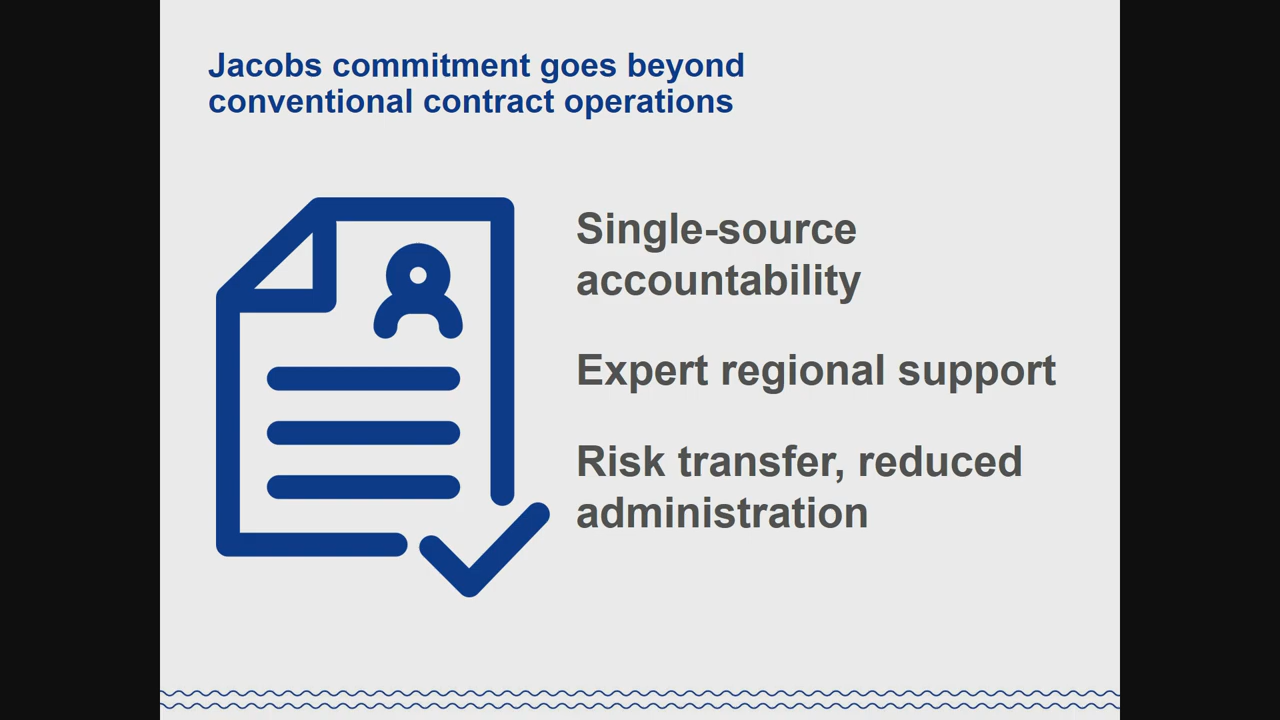 Jacobs commitment goes beyond
conventional contract operations
Single-source
accountability
Expert regional support
Risk transfer, reduced
administration